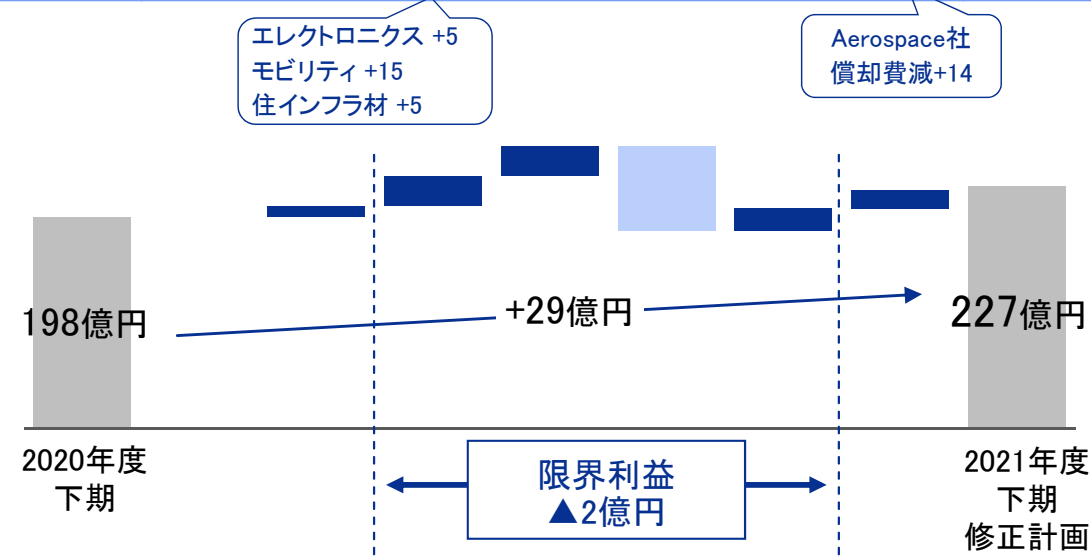 エレクトロニクス +5
モビリティ +15
住インフラ材 +5
Aerospace社
償却費減+14
198億円
+29億円
227億円
2020年度
下期
限界利益
▲2億円
2021年度
下期
修正計画